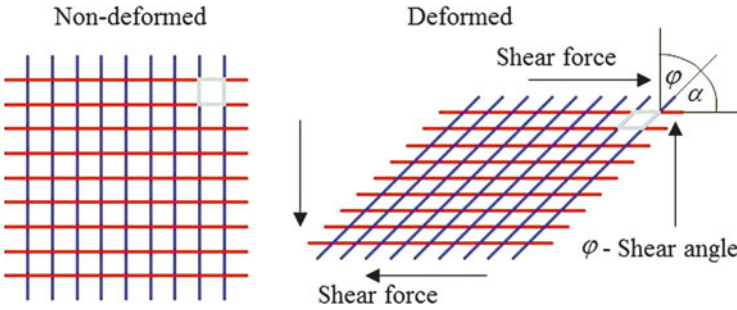 Non-deformed
Deformed
Shear force
φ
α
φ - Shear angle
Shear force